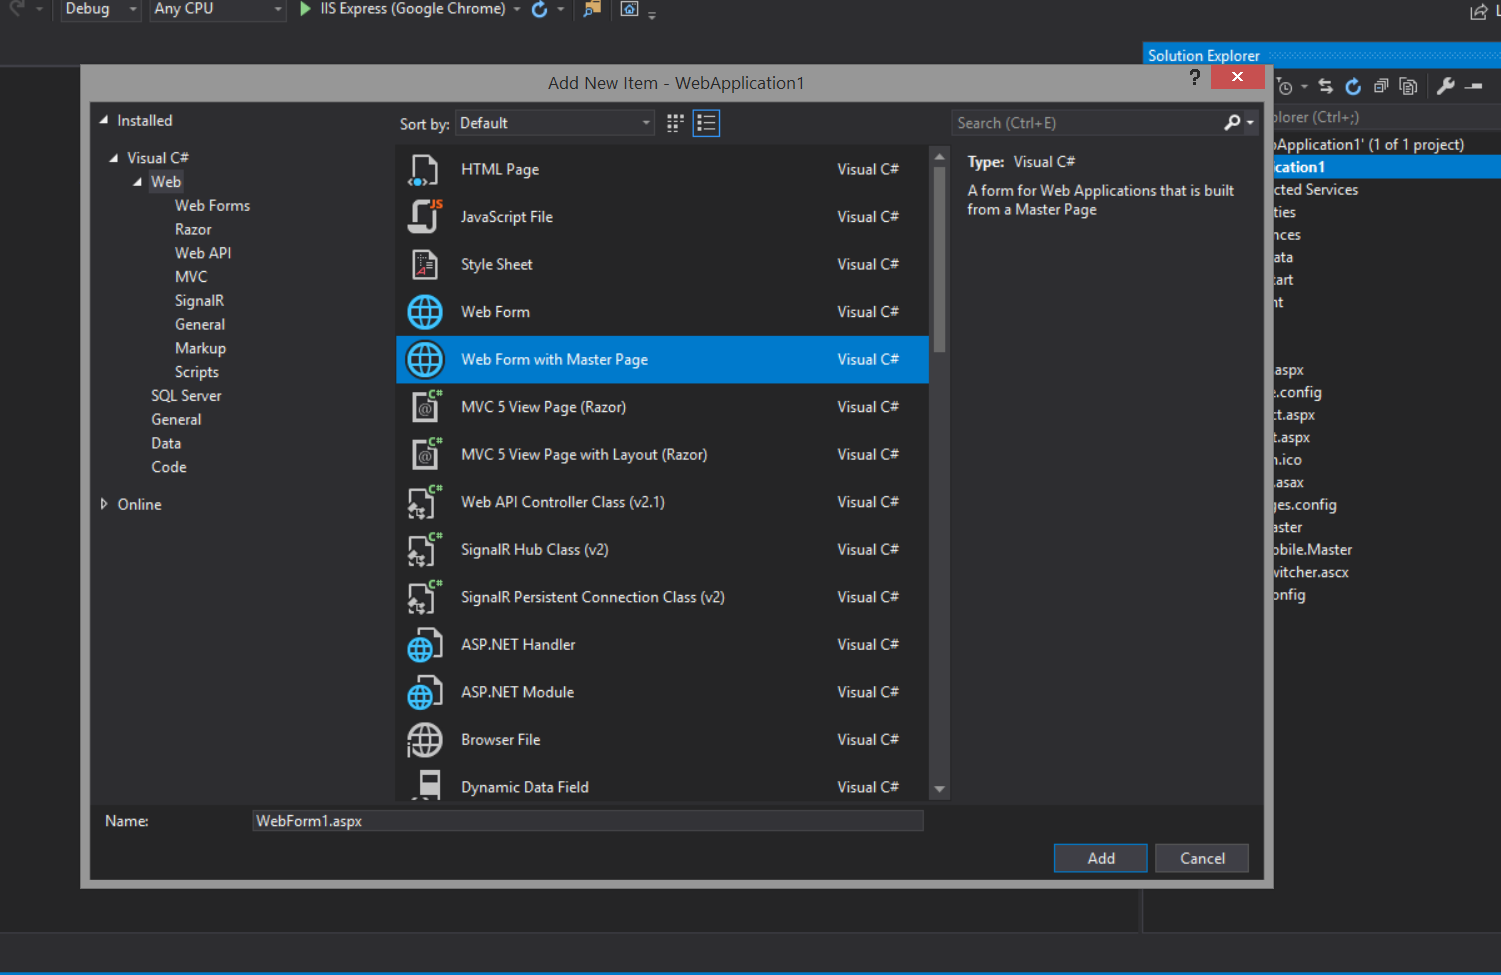 Debug
Any CPU
IIS Express (Google Chrome)
Solution Explorer
Add New Item - WebApplication1
?
Installed
Visual C#
Web
Web Forms
Razor
Web API
MVC
SignalR
General
Markup
Scripts
SQL Server
General
Data
Code
Online
Sort by: Default
Search (Ctrl+E)
HTML Page Visual C#
JS
JavaScript File Visual C#
Style Sheet Visual C#
Web Form Visual C#
Web Form with Master Page Visual C#
C#
@
MVC 5 View Page (Razor) Visual C#
C#
@
MVC 5 View Page with Layout (Razor) Visual C#
C#
Web API Controller Class (v2.1) Visual C#
C#
SignalR Hub Class (v2) Visual C#
C#
SignalR Persistent Connection Class (v2) Visual C#
ASP.NET Handler Visual C#
ASP.NET Module Visual C#
Browser File Visual C#
Dynamic Data Field Visual C#
Type: Visual C#
A form for Web Applications that is built
from a Master Page
Name: WebForm1.aspx
Add
Cancel
plorer (Ctrl+;)
bApplication1' (1 of 1 project)
ication1
cted Services
ties
nces
ata
tart
nt
.aspx
e.config
ct.aspx
t.aspx
n.ico
.asax
ges.config
aster
obile.Master
witcher.ascx
onfig